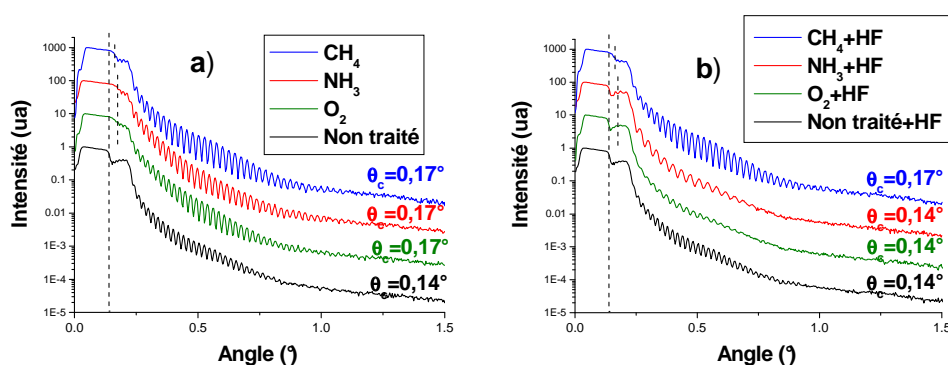 a)
CH4
NH3
O2
Non traité
θc=0,17°
θc=0,17°
θc=0,17°
θc=0,14°
1000
100
10
1
0.1
0.01
1E-3
1E-4
1E-5
Intensité (ua)
0.0 0.5 1.0 1.5
Angle (°)
b)
CH4+HF
NH3+HF
O2+HF
Non traité+HF
θc=0,17°
θc=0,14°
θc=0,14°
θc=0,14°
1000
100
10
1
0.1
0.01
1E-3
1E-4
1E-5
Intensité (ua)
0.0 0.5 1.0 1.5
Angle (°)